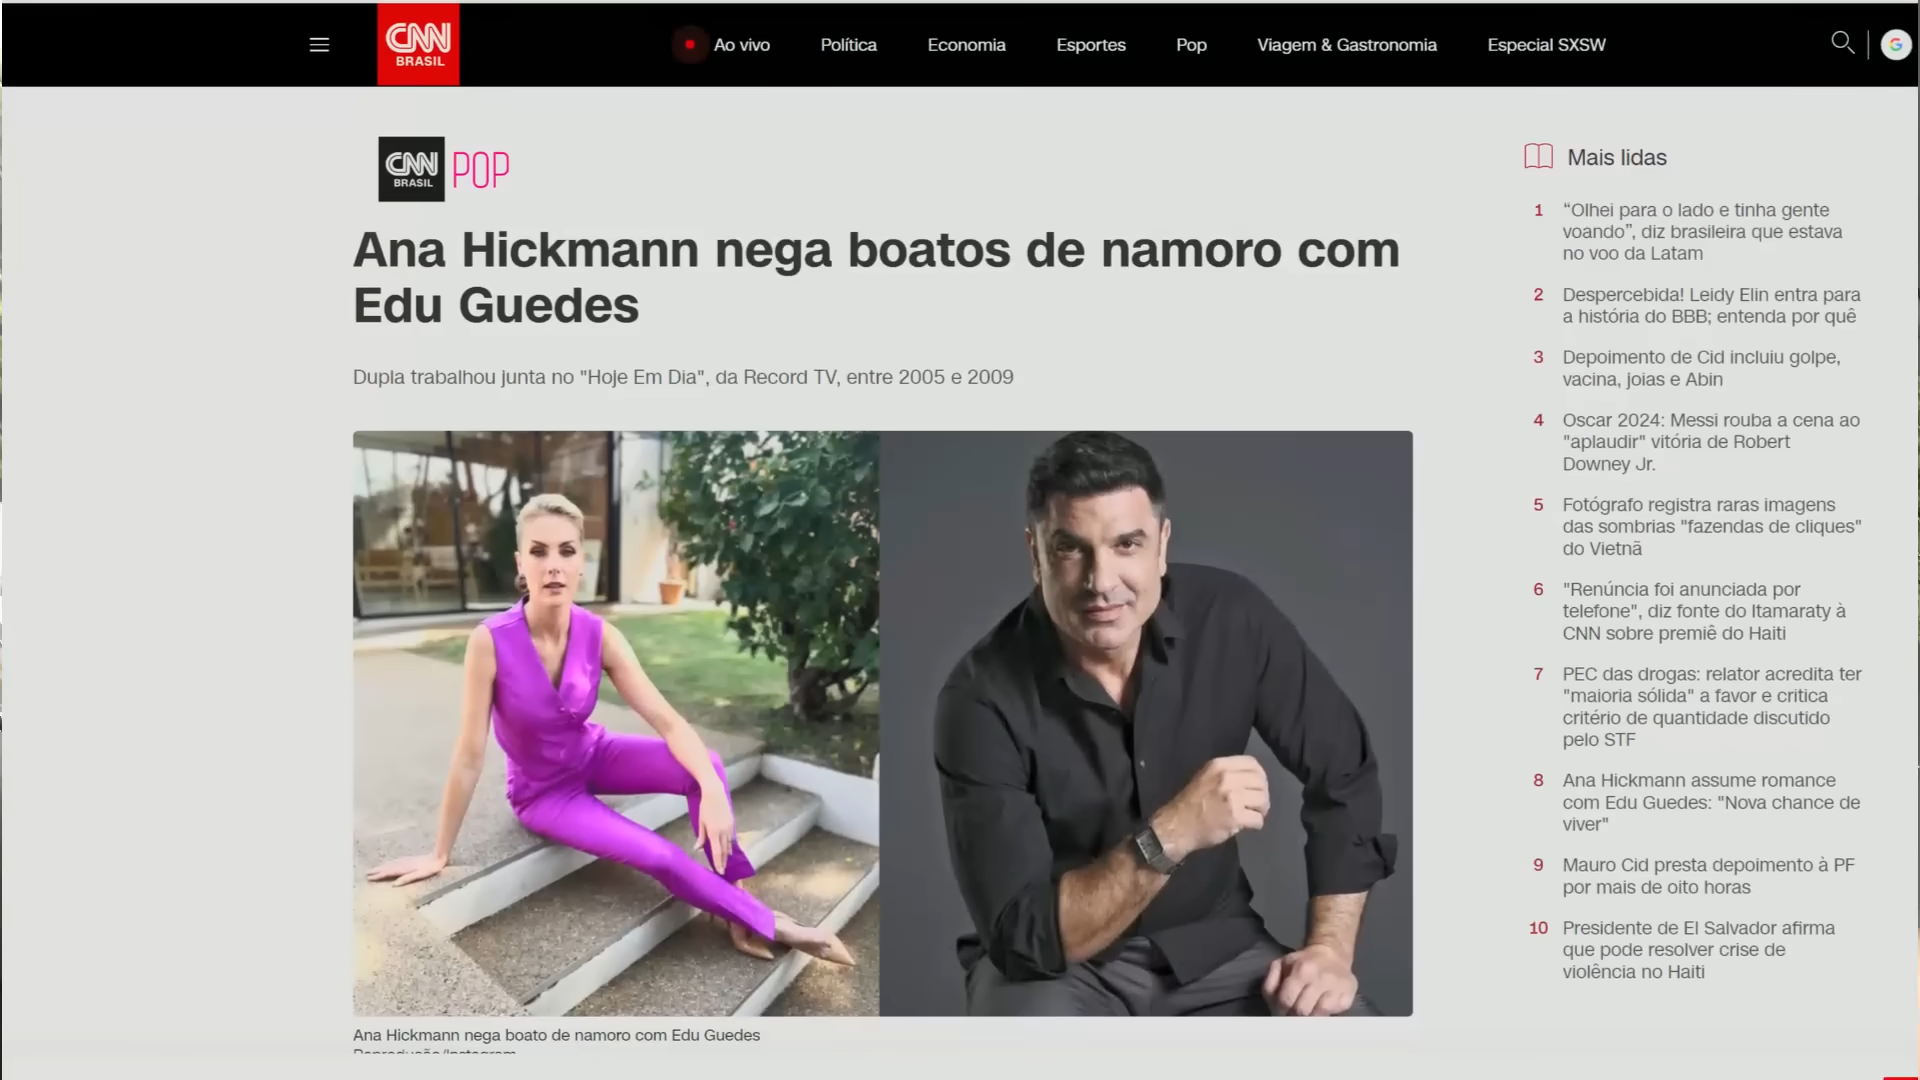 CNN
BRASIL
Ao vivo
Política
Economia
Esportes
Pop
Viagem & Gastronomia
Especial SXSW
G
CNN
BRASIL
POP
Ana Hickmann nega boatos de namoro com
Edu Guedes
Dupla trabalhou junta no "Hoje Em Dia", da Record TV, entre 2005 e 2009
Ana Hickmann nega boato de namoro com Edu Guedes
Reprodução/Instagram
Mais lidas
1 “Olhei para o lado e tinha gente
voando”, diz brasileira que estava
no voo da Latam
2 Despercebida! Leidy Elin entra para
a história do BBB; entenda por quê
3 Depoimento de Cid incluiu golpe,
vacina, joias e Abin
4 Oscar 2024: Messi rouba a cena ao
"aplaudir" vitória de Robert
Downey Jr.
5 Fotógrafo registra raras imagens
das sombrias "fazendas de cliques"
do Vietnã
6 "Renúncia foi anunciada por
telefone", diz fonte do Itamaraty à
CNN sobre premiê do Haiti
7 PEC das drogas: relator acredita ter
"maioria sólida" a favor e critica
critério de quantidade discutido
pelo STF
8 Ana Hickmann assume romance
com Edu Guedes: "Nova chance de
viver"
9 Mauro Cid presta depoimento à PF
por mais de oito horas
10 Presidente de El Salvador afirma
que pode resolver crise de
violência no Haiti